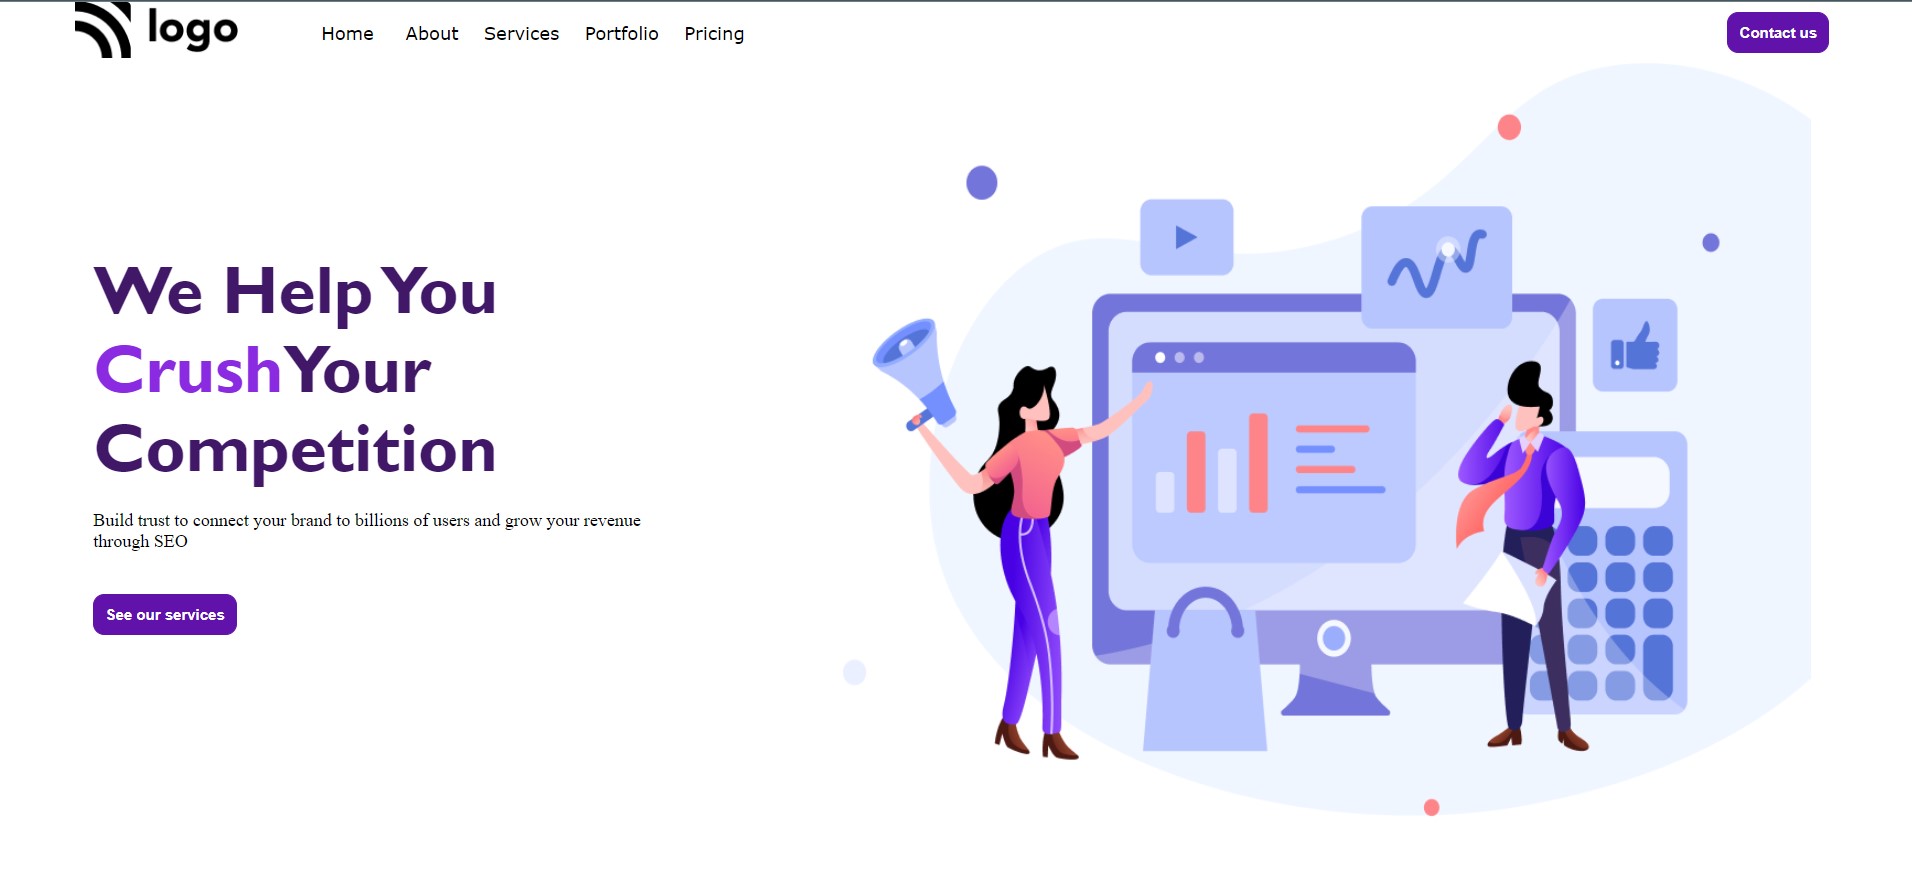 logo
Home About Services Portfolio Pricing
Contact us
We Help You
Crush Your
Competition
Build trust to connect your brand to billions of users and grow your revenue
through SEO
See our services